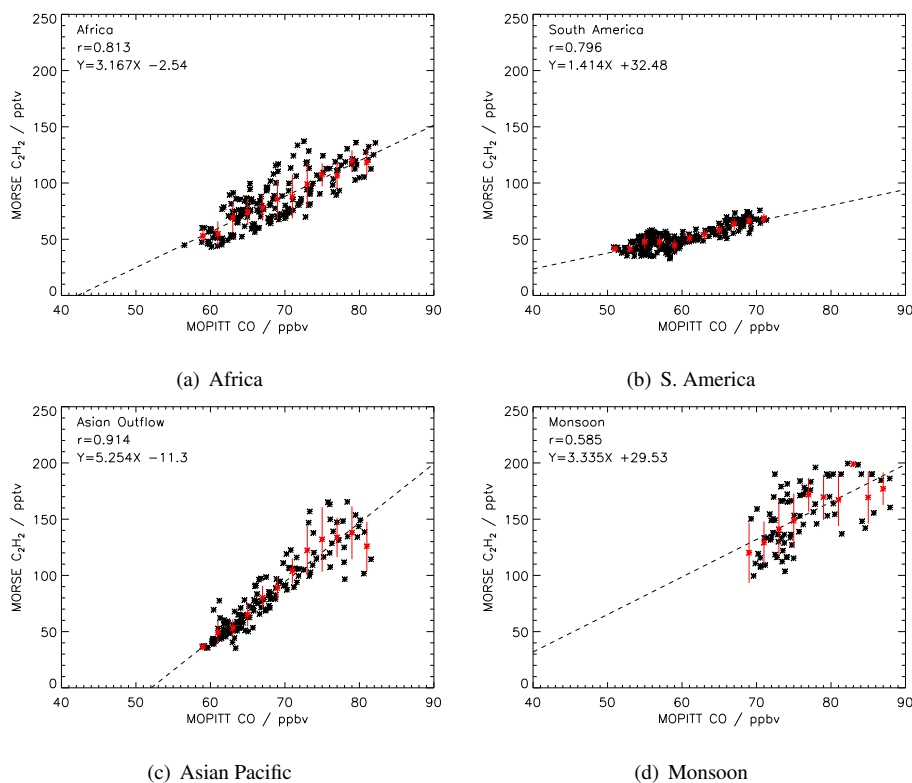 250
200
150
100
50
0
MORSE C₂H₂ / pptv
Africa
r=0.813
Y=3.167X −2.54
40 50 60 70 80 90
MOPITT CO / ppbv
(a) Africa
250
200
150
100
50
0
MORSE C₂H₂ / pptv
South America
r=0.796
Y=1.414X +32.48
40 50 60 70 80 90
MOPITT CO / ppbv
(b) S. America
250
200
150
100
50
0
MORSE C₂H₂ / pptv
Asian Outflow
r=0.914
Y=5.254X −11.3
40 50 60 70 80 90
MOPITT CO / ppbv
(c) Asian Pacific
250
200
150
100
50
0
MORSE C₂H₂ / pptv
Monsoon
r=0.585
Y=3.335X +29.53
40 50 60 70 80 90
MOPITT CO / ppbv
(d) Monsoon